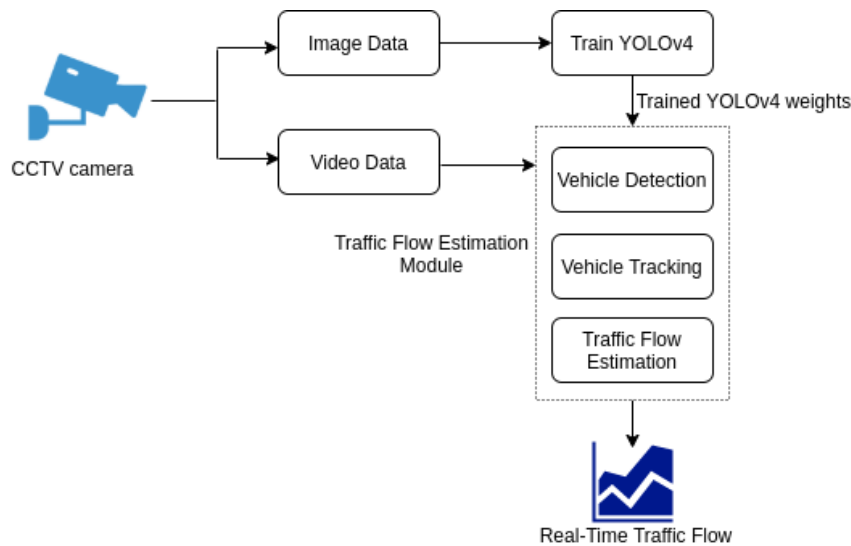 Image Data
Train YOLOv4
Trained YOLOv4 weights
CCTV camera
Video Data
Vehicle Detection
Traffic Flow Estimation
Module
Vehicle Tracking
Traffic Flow
Estimation
Real-Time Traffic Flow